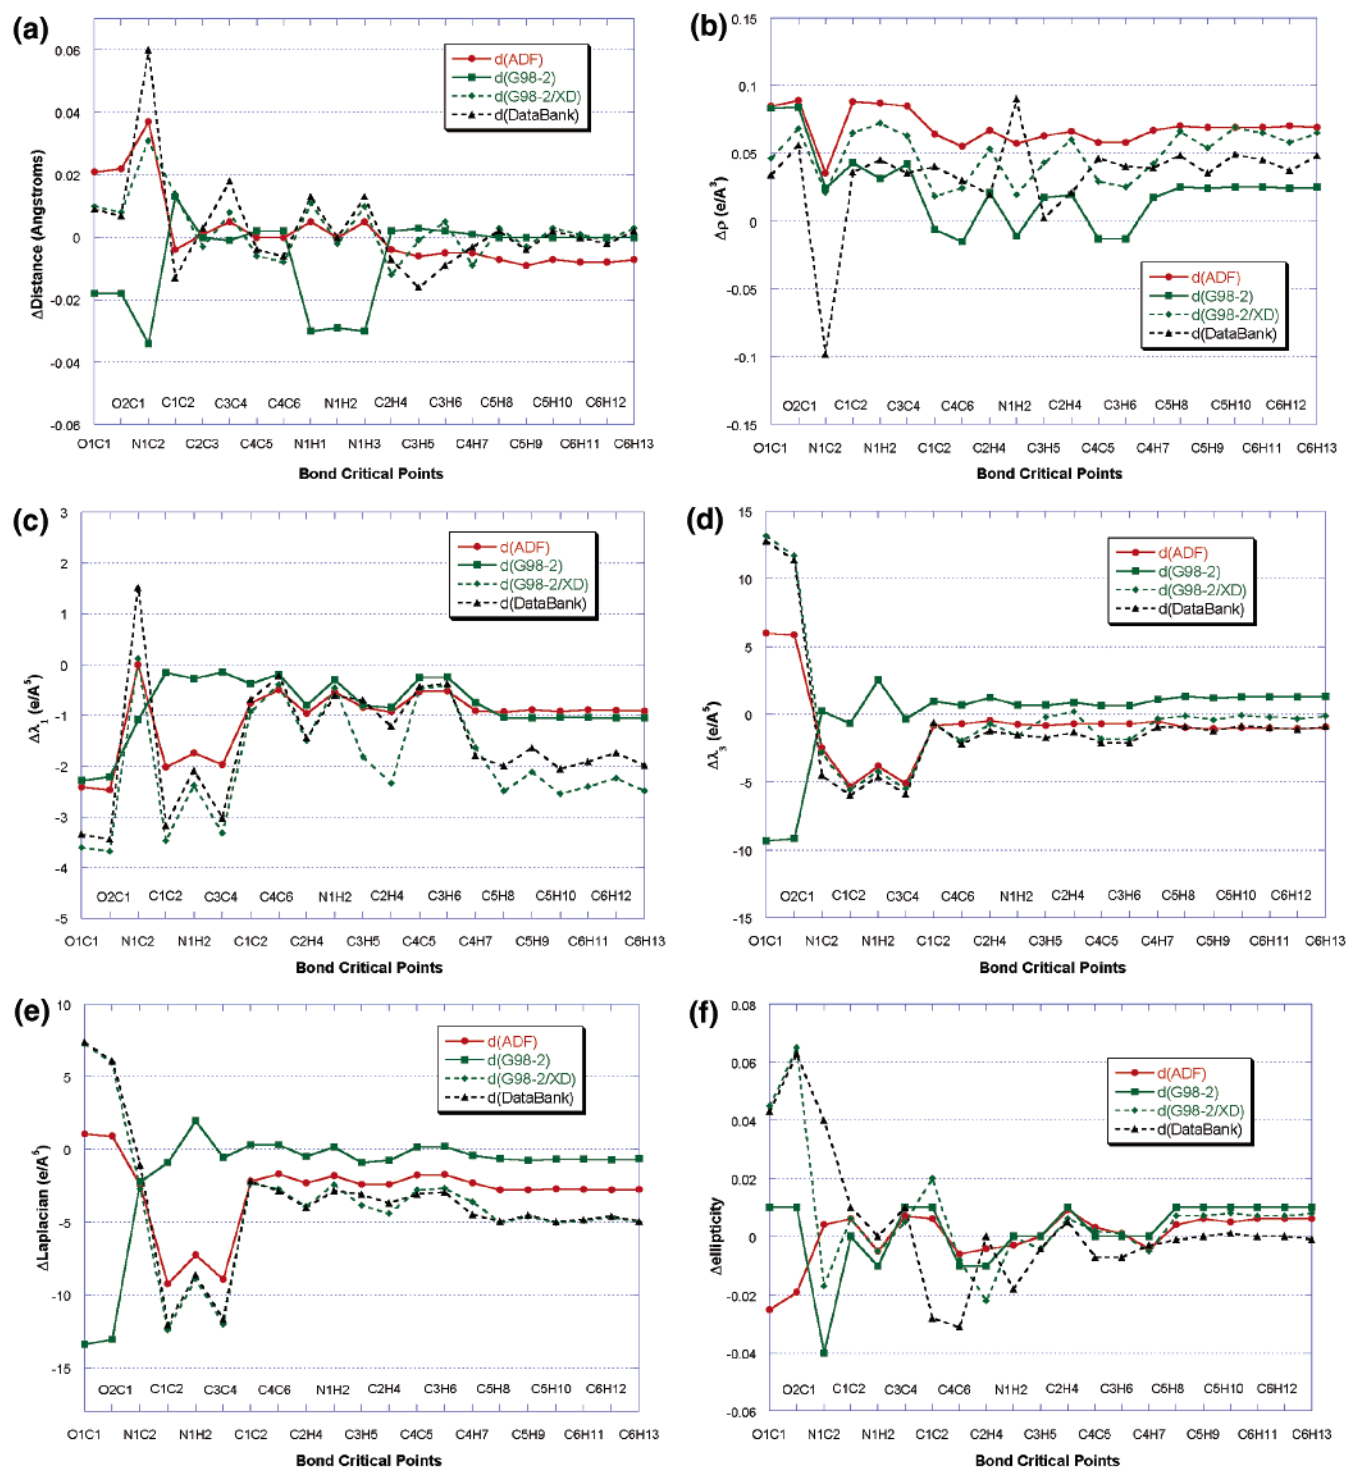 (a)
0.06
0.04
0.02
0
-0.02
-0.04
-0.06
ΔDistance (Angstroms)
d(ADF)
d(G98-2)
d(G98-2/XD)
d(DataBank)
O2C1 C1C2 C3C4 C4C6 N1H2 C2H4 C3H6 C5H8 C5H10 C6H12
O1C1 N1C2 C2C3 C4C5 N1H1 N1H3 C3H5 C4H7 C5H9 C6H11 C6H13
Bond Critical Points
(b)
0.15
0.1
0.05
0
-0.05
-0.1
-0.15
Δρ (e/A³)
d(ADF)
d(G98-2)
d(G98-2/XD)
d(DataBank)
O2C1 C1C2 C3C4 C4C6 N1H2 C2H4 C3H6 C5H8 C5H10 C6H12
O1C1 N1C2 N1H2 C1C2 C2H4 C3H5 C4C5 C4H7 C5H9 C6H11 C6H13
Bond Critical Points
(c)
3
2
1
0
-1
-2
-3
-4
-5
Δλ₁ (e/A⁵)
d(ADF)
d(G98-2)
d(G98-2/XD)
d(DataBank)
O2C1 C1C2 C3C4 C4C6 N1H2 C2H4 C3H6 C5H8 C5H10 C6H12
O1C1 N1C2 N1H2 C1C2 C2H4 C3H5 C4C5 C4H7 C5H9 C6H11 C6H13
Bond Critical Points
(d)
15
10
5
0
-5
-10
-15
Δλ₃ (e/A⁵)
d(ADF)
d(G98-2)
d(G98-2/XD)
d(DataBank)
O2C1 C1C2 C3C4 C4C6 N1H2 C2H4 C3H6 C5H8 C5H10 C6H12
O1C1 N1C2 N1H2 C1C2 C2H4 C3H5 C4C5 C4H7 C5H9 C6H11 C6H13
Bond Critical Points
(e)
10
5
0
-5
-10
-15
ΔLaplacian (e/A⁵)
d(ADF)
d(G98-2)
d(G98-2/XD)
d(DataBank)
O2C1 C1C2 C3C4 C4C6 N1H2 C2H4 C3H6 C5H8 C5H10 C6H12
O1C1 N1C2 N1H2 C1C2 C2H4 C3H5 C4C5 C4H7 C5H9 C6H11 C6H13
Bond Critical Points
(f)
0.08
0.06
0.04
0.02
0
-0.02
-0.04
-0.06
Δellipticity
d(ADF)
d(G98-2)
d(G98-2/XD)
d(DataBank)
O2C1 C1C2 C3C4 C4C6 N1H2 C2H4 C3H6 C5H8 C5H10 C6H12
O1C1 N1C2 N1H2 C1C2 C2H4 C3H5 C4C5 C4H7 C5H9 C6H11 C6H13
Bond Critical Points